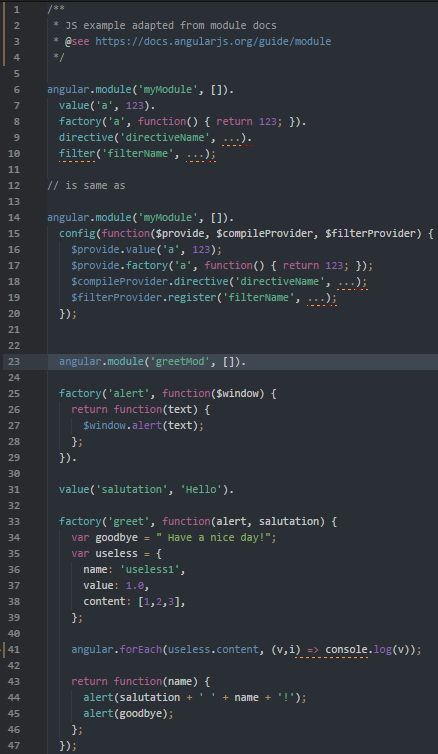 1 /**
2 * JS example adapted from module docs
3 * @see https://docs.angularjs.org/guide/module
4 */
5
6 angular.module('myModule', []).
7 value('a', 123).
8 factory('a', function() { return 123; }).
9 directive('directiveName', ...).
10 filter('filterName', ...);
11
12 // is same as
13
14 angular.module('myModule', []).
15 config(function($provide, $compileProvider, $filterProvider) {
16 $provide.value('a', 123);
17 $provide.factory('a', function() { return 123; });
18 $compileProvider.directive('directiveName', ...);
19 $filterProvider.register('filterName', ...);
20 });
21
22
23 angular.module('greetMod', []).
24
25 factory('alert', function($window) {
26 return function(text) {
27 $window.alert(text);
28 };
29 }).
30
31 value('salutation', 'Hello').
32
33 factory('greet', function(alert, salutation) {
34 var goodbye = " Have a nice day!";
35 var useless = {
36 name: 'useless1',
37 value: 1.0,
38 content: [1,2,3],
39 };
40
41 angular.forEach(useless.content, (v,i) => console.log(v));
42
43 return function(name) {
44 alert(salutation + ' ' + name + '!');
45 alert(goodbye);
46 };
47 });